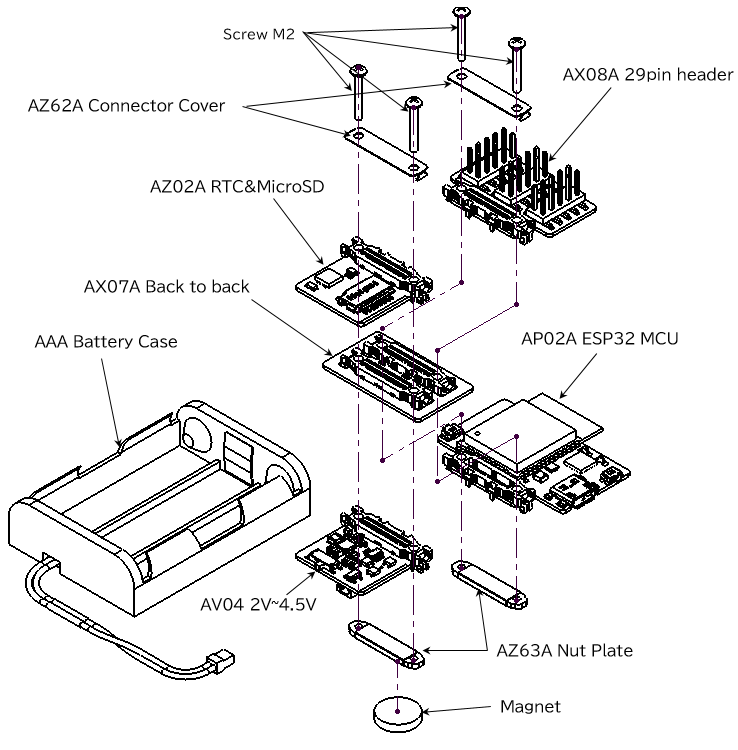 Screw M2
AX08A 29pin header
AZ62A Connector Cover
AZ02A RTC&MicroSD
AX07A Back to back
AAA Battery Case
AP02A ESP32 MCU
AV04 2V~4.5V
AZ63A Nut Plate
Magnet